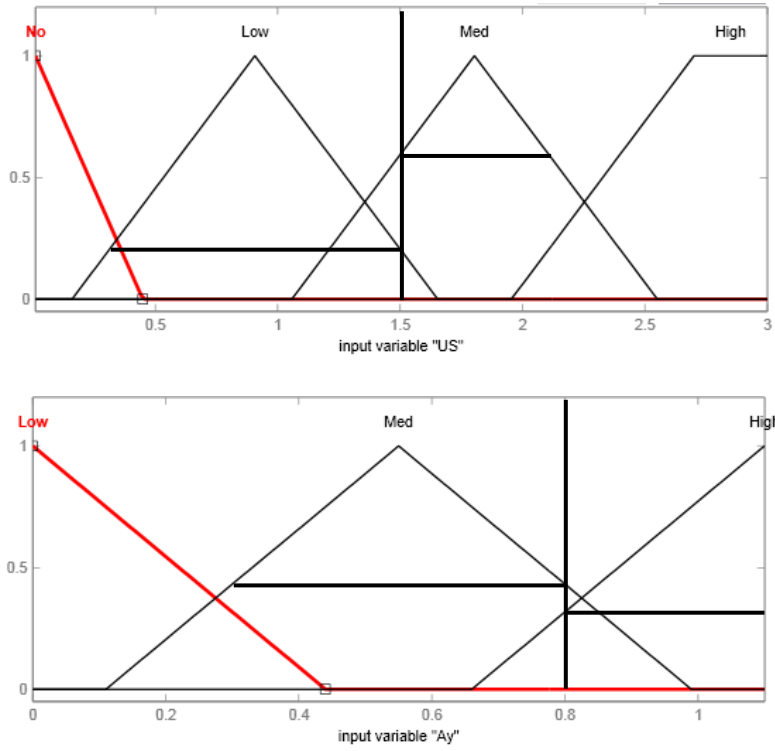 No Low Med High
1
0.5
0
0.5 1 1.5 2 2.5 3
input variable "US"
Low Med High
1
0.5
0
0 0.2 0.4 0.6 0.8 1
input variable "Ay"